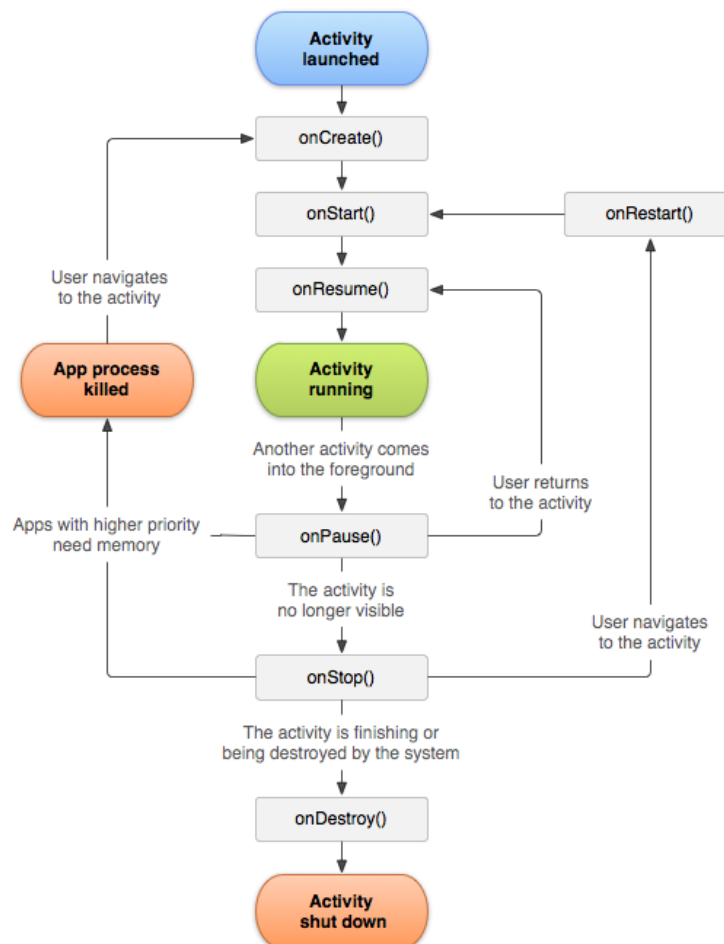 Activity
launched
onCreate()
onStart()
onRestart()
User navigates
to the activity
onResume()
App process
killed
Activity
running
Another activity comes
into the foreground
User returns
to the activity
Apps with higher priority
need memory
onPause()
The activity is
no longer visible
User navigates
to the activity
onStop()
The activity is finishing or
being destroyed by the system
onDestroy()
Activity
shut down